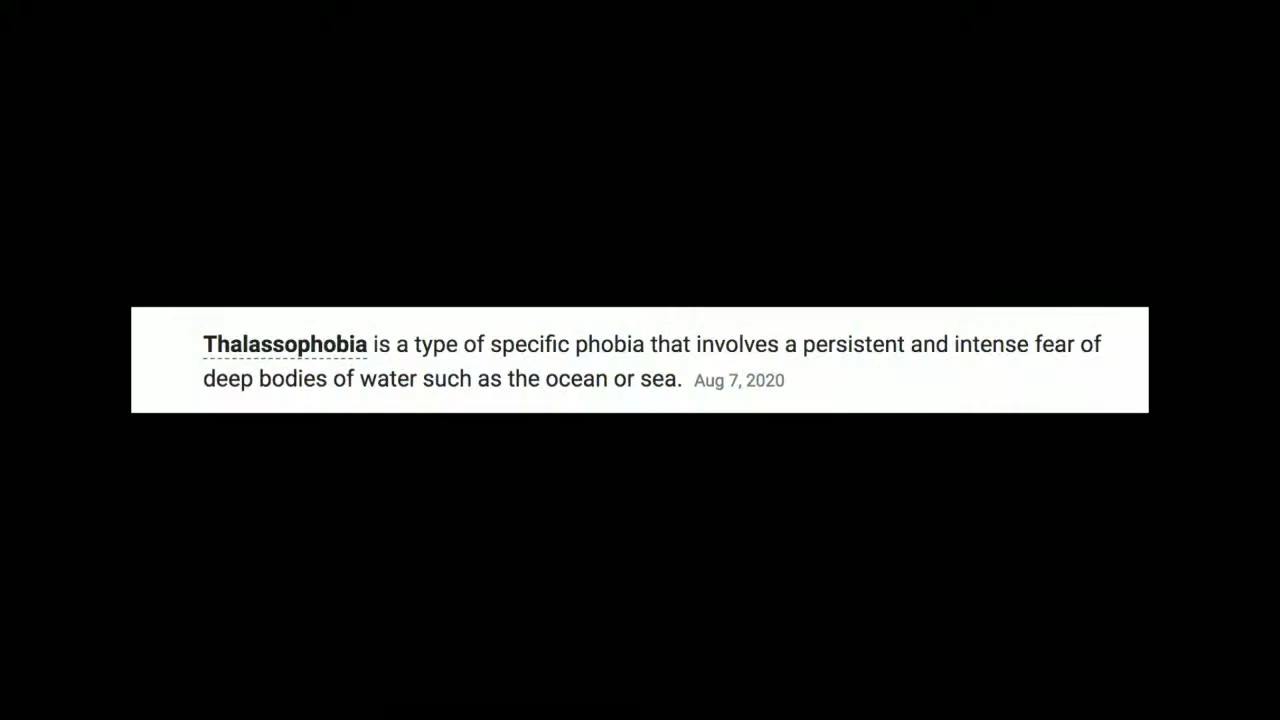 Thalassophobia is a type of specific phobia that involves a persistent and intense fear of
deep bodies of water such as the ocean or sea. Aug 7, 2020